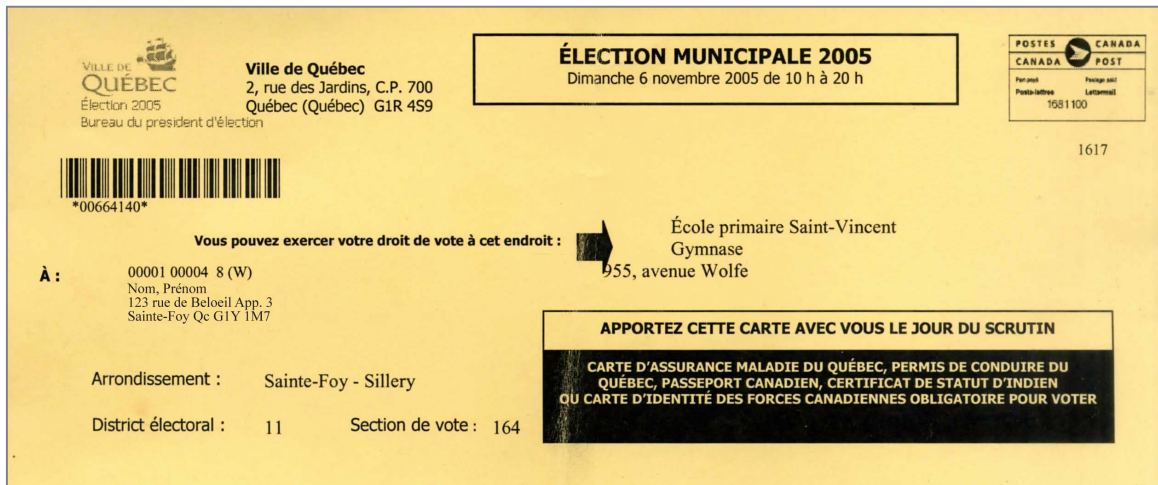 VILLE DE
QUÉBEC
Élection 2005
Bureau du president d'élection
Ville de Québec
2, rue des Jardins, C.P. 700
Québec (Québec) G1R 4S9
ÉLECTION MUNICIPALE 2005
Dimanche 6 novembre 2005 de 10 h à 20 h
POSTES CANADA
CANADA POST
Port payé Postage paid
Poste-lettres Lettermail
1681100
1617
*00664140*
Vous pouvez exercer votre droit de vote à cet endroit :
École primaire Saint-Vincent
Gymnase
955, avenue Wolfe
À :
00001 00004 8 (W)
Nom, Prénom
123 rue de Beloeil App. 3
Sainte-Foy Qc G1Y 1M7
APPORTEZ CETTE CARTE AVEC VOUS LE JOUR DU SCRUTIN
CARTE D'ASSURANCE MALADIE DU QUÉBEC, PERMIS DE CONDUIRE DU
QUÉBEC, PASSEPORT CANADIEN, CERTIFICAT DE STATUT D'INDIEN
OU CARTE D'IDENTITÉ DES FORCES CANADIENNES OBLIGATOIRE POUR VOTER
Arrondissement : Sainte-Foy - Sillery
District électoral : 11 Section de vote : 164